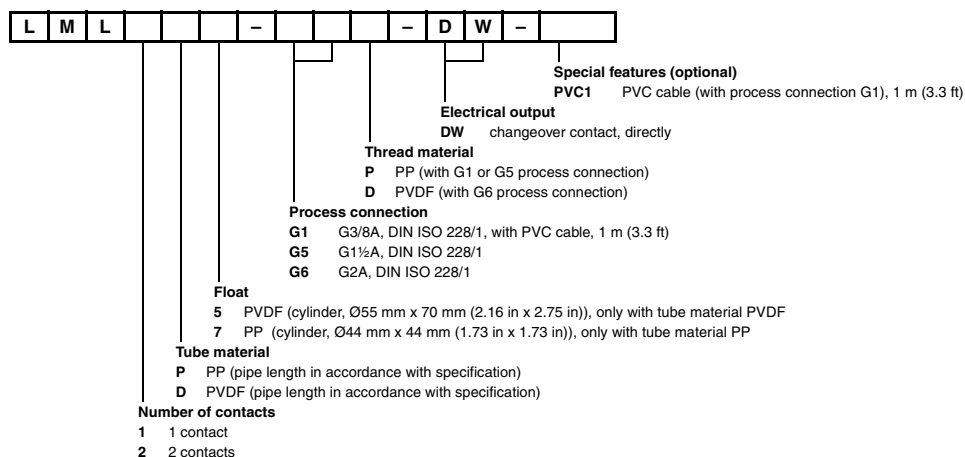 L M L – – D W –
Special features (optional)
PVC1 PVC cable (with process connection G1), 1 m (3.3 ft)
Electrical output
DW changeover contact, directly
Thread material
P PP (with G1 or G5 process connection)
D PVDF (with G6 process connection)
Process connection
G1 G3/8A, DIN ISO 228/1, with PVC cable, 1 m (3.3 ft)
G5 G1½A, DIN ISO 228/1
G6 G2A, DIN ISO 228/1
Float
5 PVDF (cylinder, Ø55 mm x 70 mm (2.16 in x 2.75 in)), only with tube material PVDF
7 PP (cylinder, Ø44 mm x 44 mm (1.73 in x 1.73 in)), only with tube material PP
Tube material
P PP (pipe length in accordance with specification)
D PVDF (pipe length in accordance with specification)
Number of contacts
1 1 contact
2 2 contacts